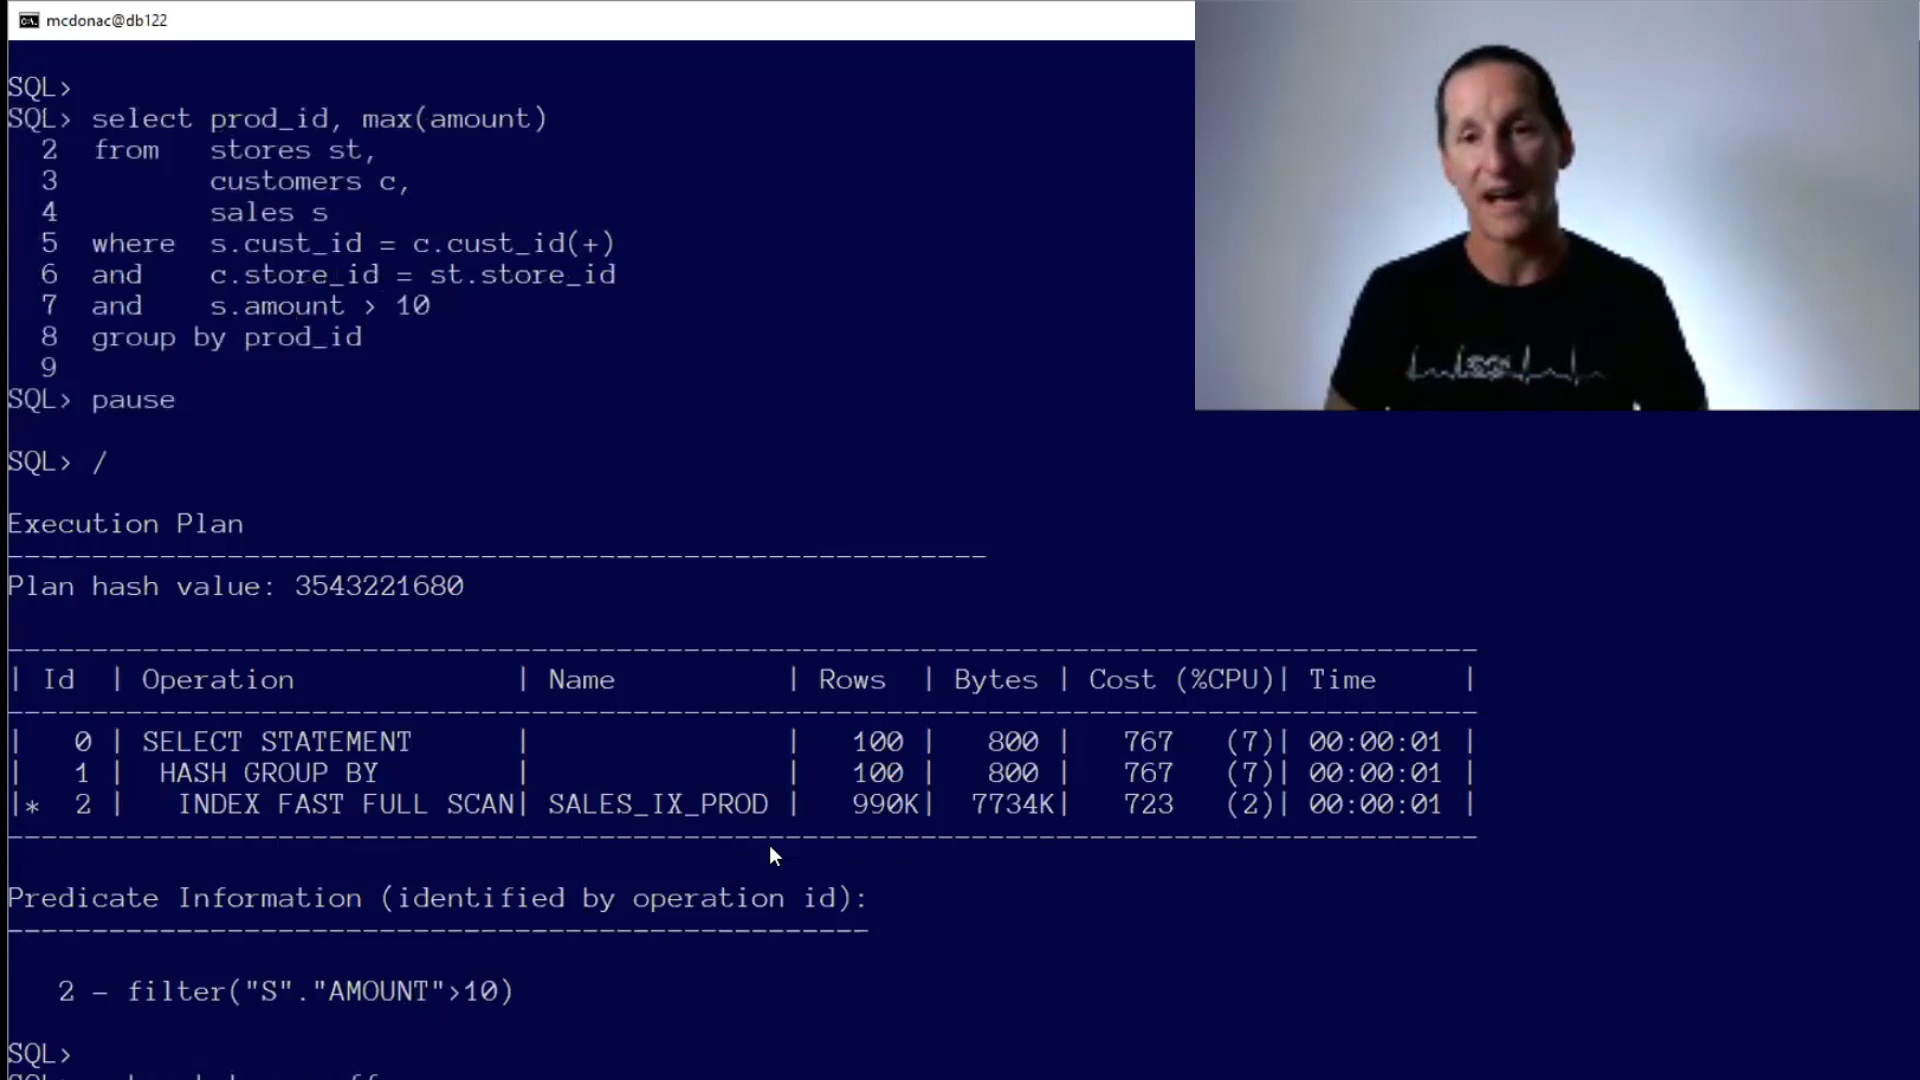 mcdonac@db122
SQL>
SQL> select prod_id, max(amount)
  2  from   stores st,
  3         customers c,
  4         sales s
  5  where  s.cust_id = c.cust_id(+)
  6  and    c.store_id = st.store_id
  7  and    s.amount > 10
  8  group by prod_id
  9
SQL> pause
SQL> /
Execution Plan
----------------------------------------------------------
Plan hash value: 3543221680
---------------------------------------------------------------------------------------
| Id  | Operation             | Name          | Rows  | Bytes | Cost (%CPU)| Time     |
---------------------------------------------------------------------------------------
|   0 | SELECT STATEMENT      |               |   100 |   800 |   767   (7)| 00:00:01 |
|   1 |  HASH GROUP BY        |               |   100 |   800 |   767   (7)| 00:00:01 |
|*  2 |   INDEX FAST FULL SCAN| SALES_IX_PROD |   990K|  7734K|   723   (2)| 00:00:01 |
---------------------------------------------------------------------------------------
Predicate Information (identified by operation id):
---------------------------------------------------
   2 - filter("S"."AMOUNT">10)
SQL>